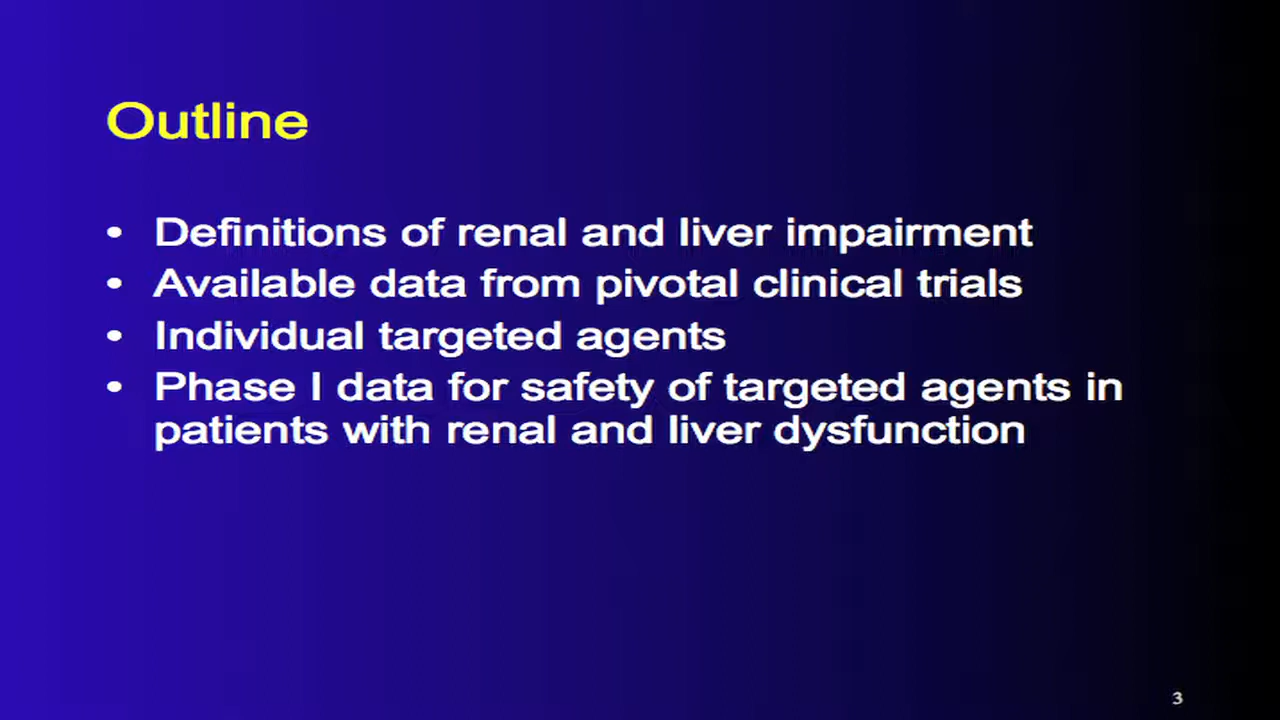 Outline
• Definitions of renal and liver impairment
• Available data from pivotal clinical trials
• Individual targeted agents
• Phase I data for safety of targeted agents in
patients with renal and liver dysfunction
3